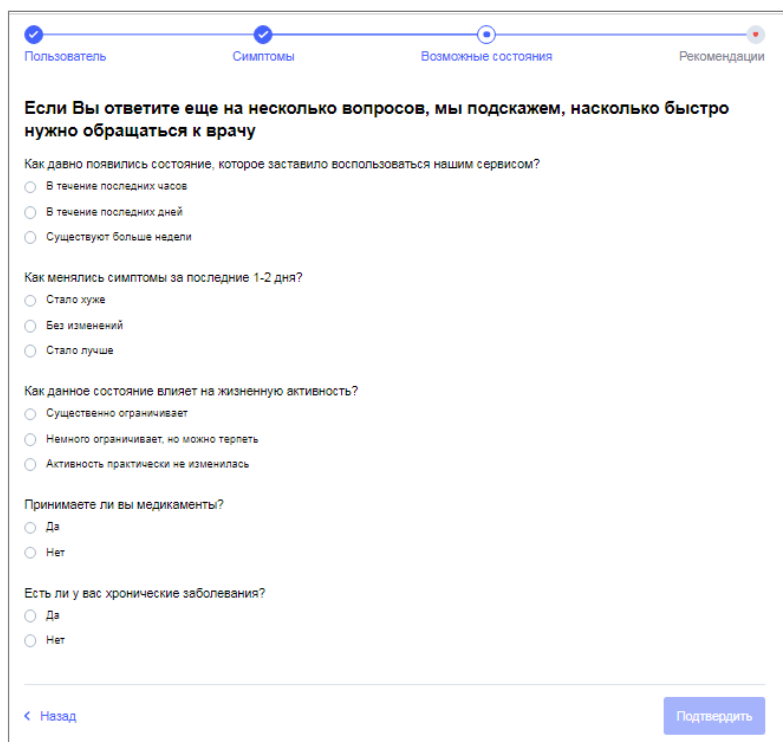 Пользователь
Симптомы
Возможные состояния
Рекомендации
Если Вы ответите еще на несколько вопросов, мы подскажем, насколько быстро
нужно обращаться к врачу
Как давно появились состояние, которое заставило воспользоваться нашим сервисом?
В течение последних часов
В течение последних дней
Существуют больше недели
Как менялись симптомы за последние 1-2 дня?
Стало хуже
Без изменений
Стало лучше
Как данное состояние влияет на жизненную активность?
Существенно ограничивает
Немного ограничивает, но можно терпеть
Активность практически не изменилась
Принимаете ли вы медикаменты?
Да
Нет
Есть ли у вас хронические заболевания?
Да
Нет
Назад
Подтвердить